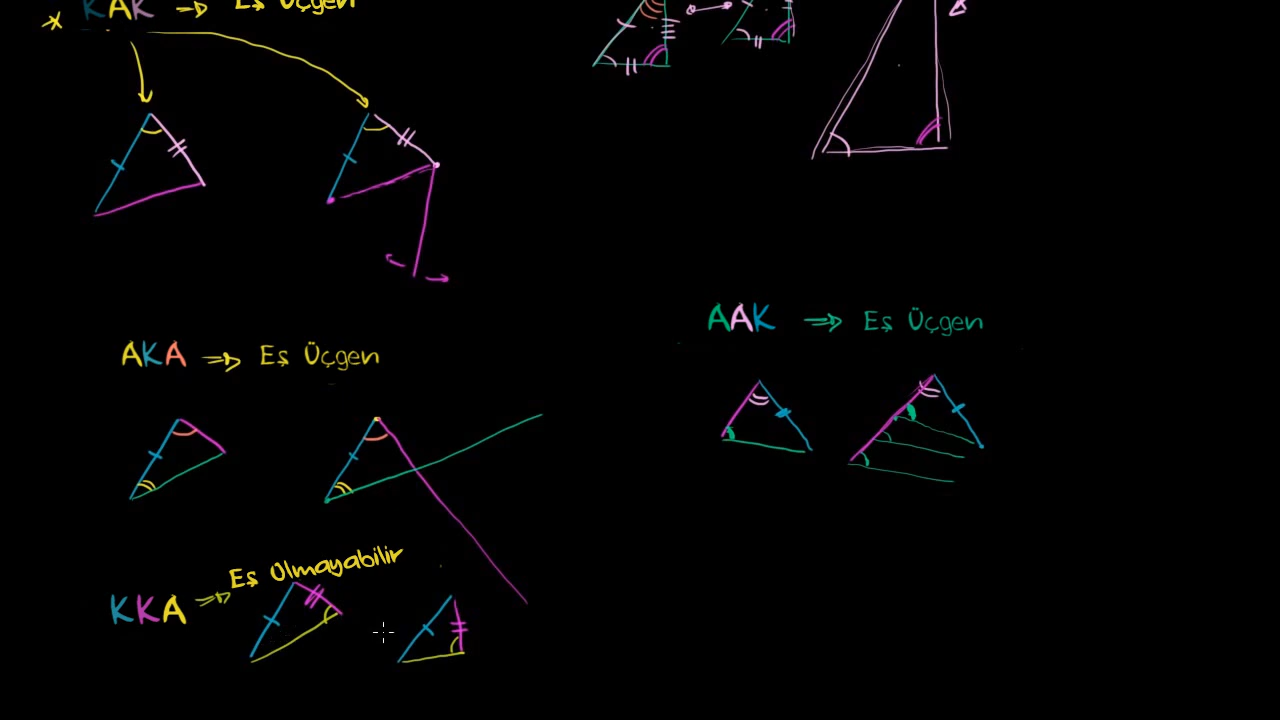 KAK ⇒ Eş Üçgen
AKA ⇒ Eş Üçgen
AAK ⇒ Eş Üçgen
KKA ⇒ Eş Olmayabilir